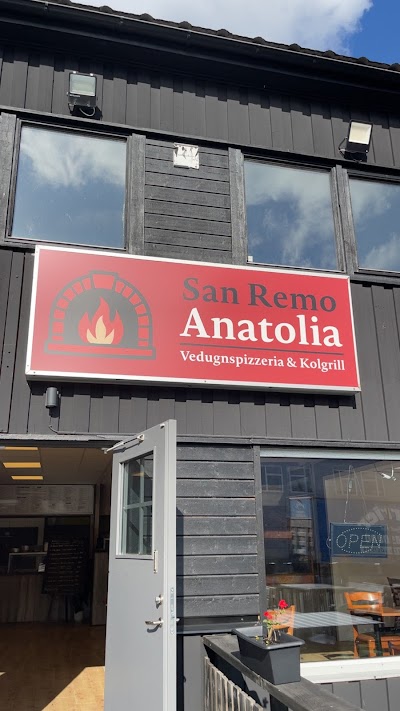 San Remo
Anatolia
Vedugnspizzeria & Kolgrill
OPEN